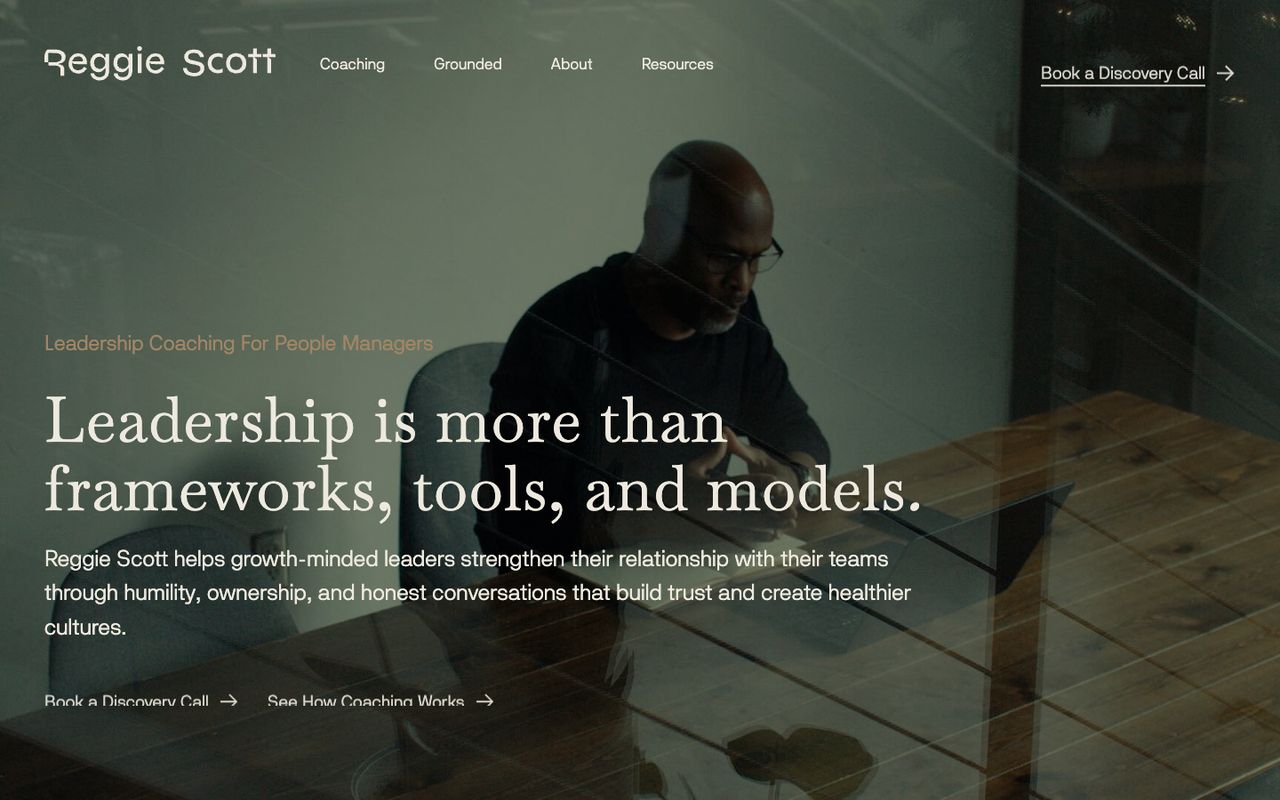 Reggie Scott
Coaching
Grounded
About
Resources
Book a Discovery Call
Leadership Coaching For People Managers
Leadership is more than
frameworks, tools, and models.
Reggie Scott helps growth-minded leaders strengthen their relationship with their teams
through humility, ownership, and honest conversations that build trust and create healthier
cultures.
Book a Discovery Call
See How Coaching Works